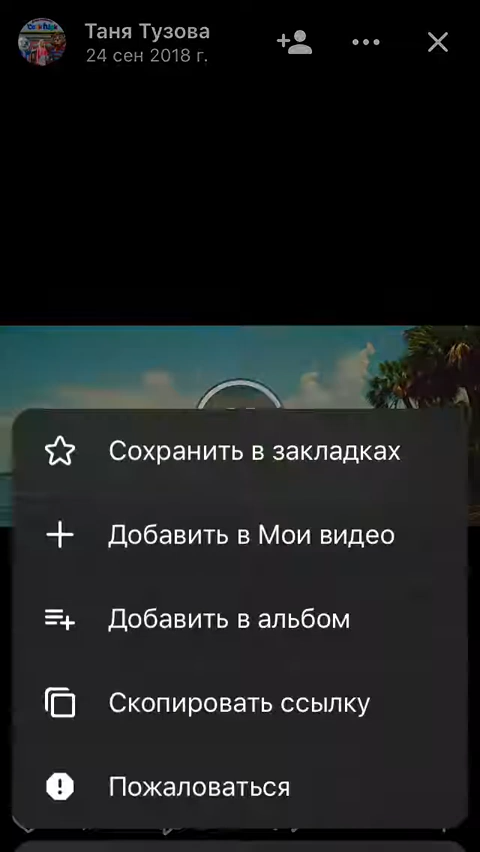 Таня Тузова
24 сен 2018 г.
Сохранить в закладках
Добавить в Мои видео
Добавить в альбом
Скопировать ссылку
Пожаловаться